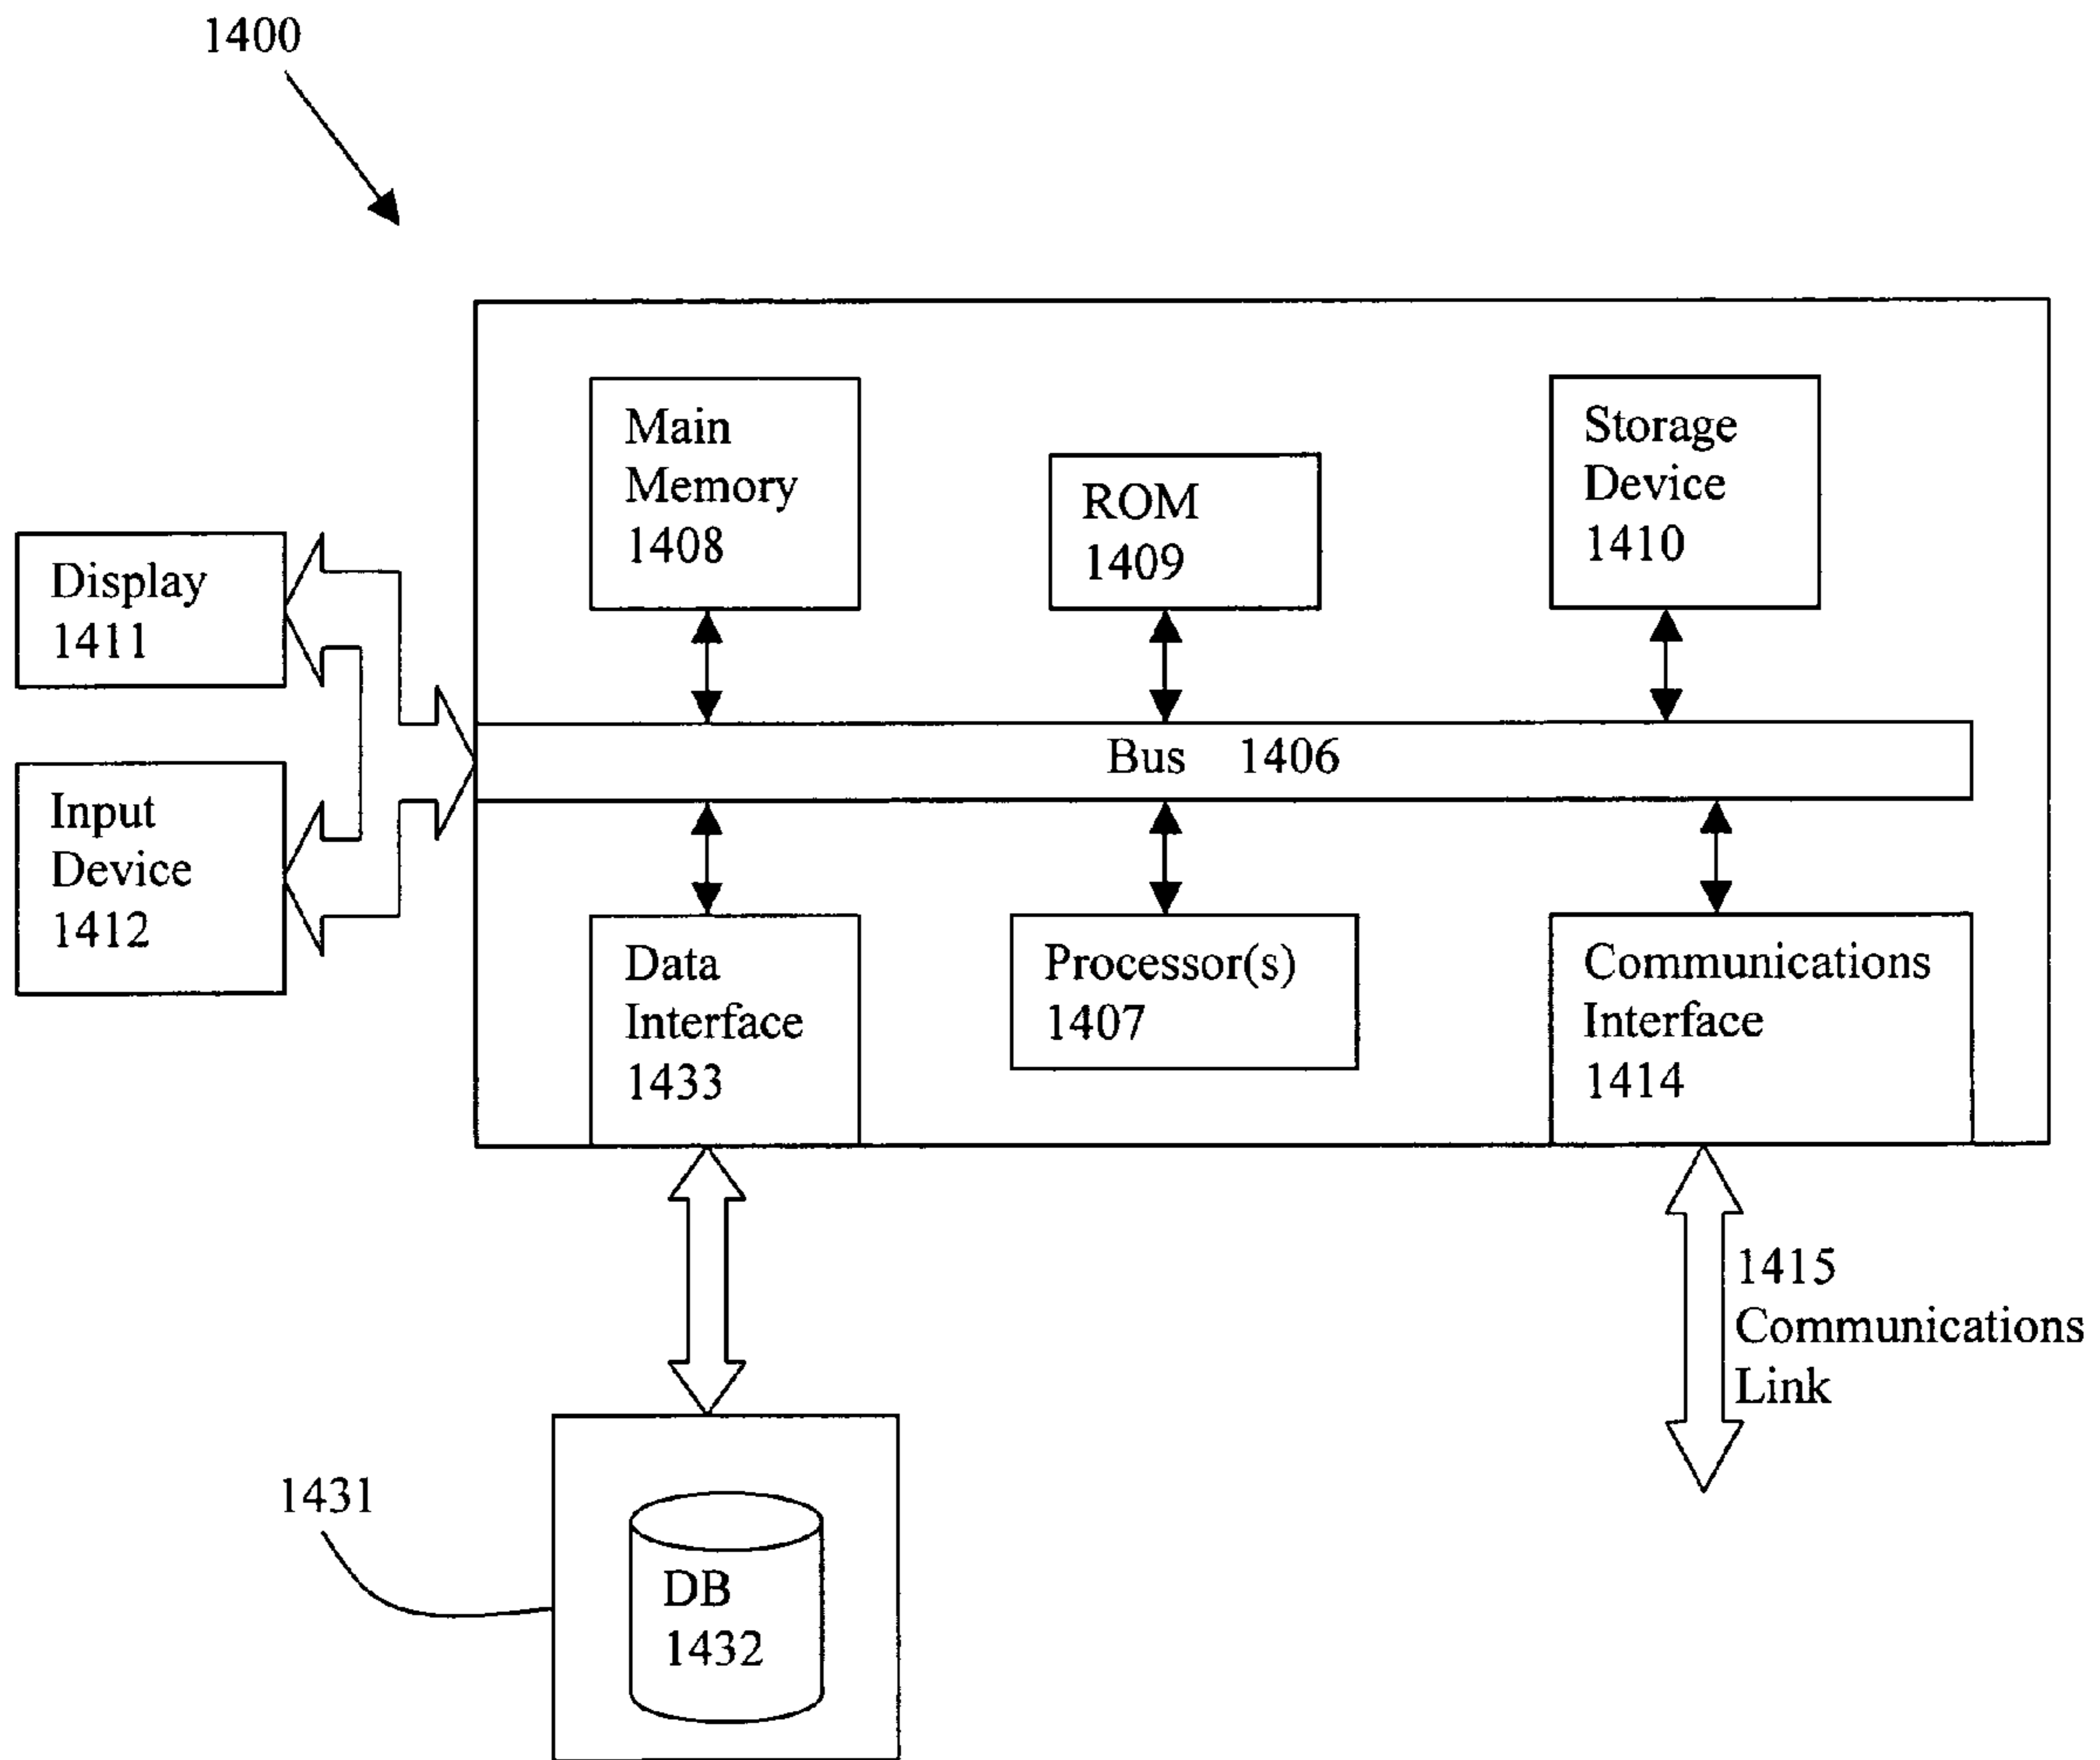 1400
Main
Memory
1408
ROM
1409
Storage
Device
1410
Display
1411
Bus 1406
Input
Device
1412
Data
Interface
1433
Processor(s)
1407
Communications
Interface
1414
1415
Communications
Link
1431
DB
1432